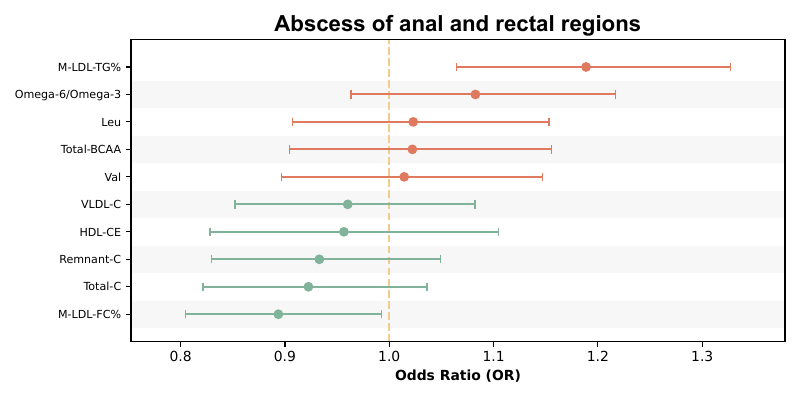 Abscess of anal and rectal regions
M-LDL-TG%
Omega-6/Omega-3
Leu
Total-BCAA
Val
VLDL-C
HDL-CE
Remnant-C
Total-C
M-LDL-FC%
0.8 0.9 1.0 1.1 1.2 1.3
Odds Ratio (OR)